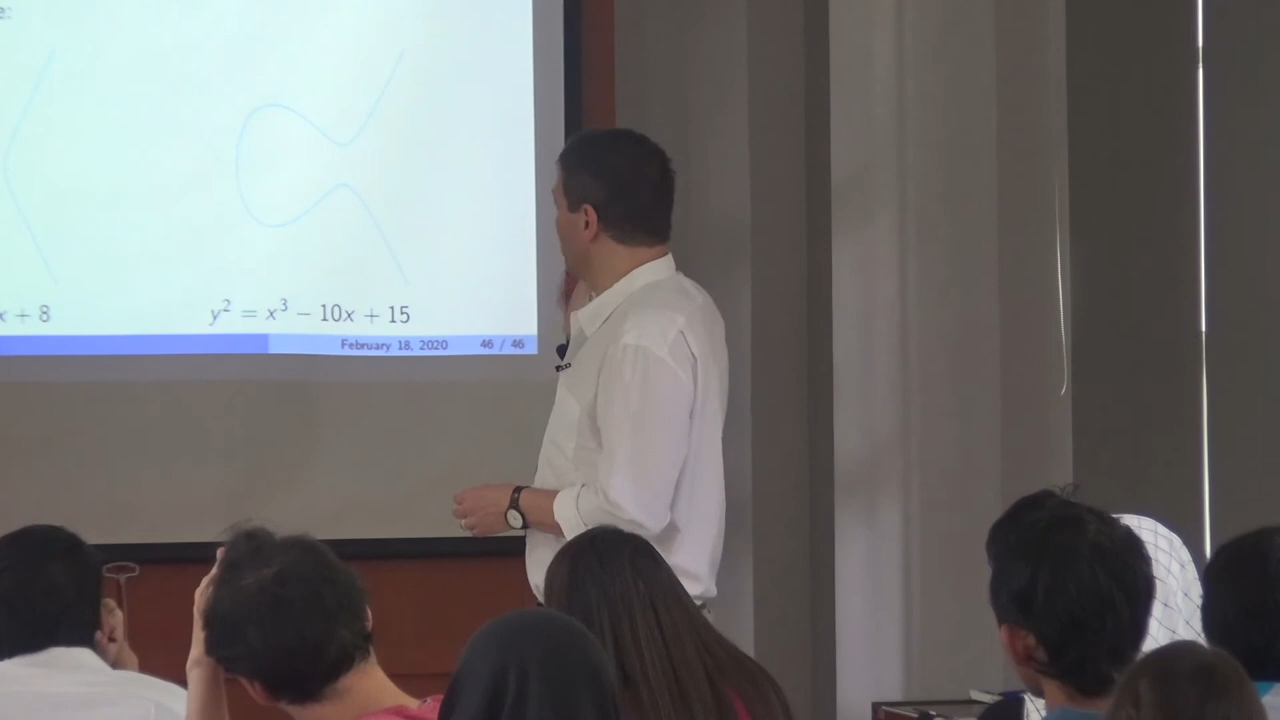 e:
x + 8
y² = x³ − 10x + 15
February 18, 2020 46 / 46